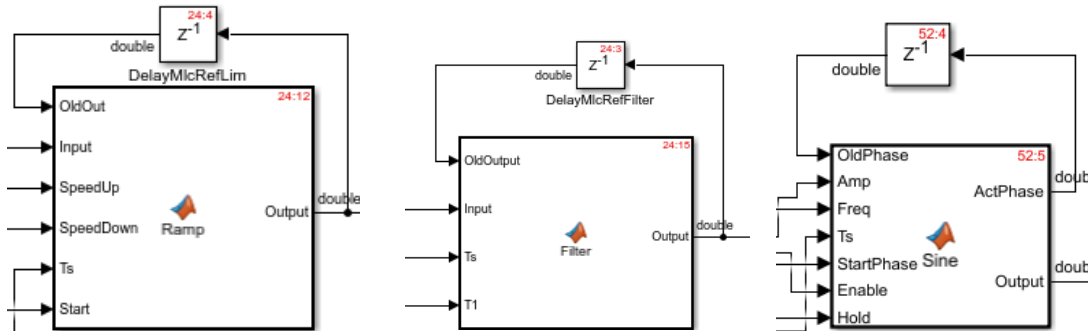 24:4
Z-1
double
DelayMlcRefLim
24:12
OldOut
Input
SpeedUp
SpeedDown
Ts
Start
Ramp
Output
double
24:3
Z-1
double
DelayMlcRefFilter
24:15
OldOutput
Input
Ts
T1
Filter
Output
double
52:4
Z-1
double
52:5
OldPhase
Amp
Freq
Ts
StartPhase
Enable
Hold
Sine
ActPhase
Output